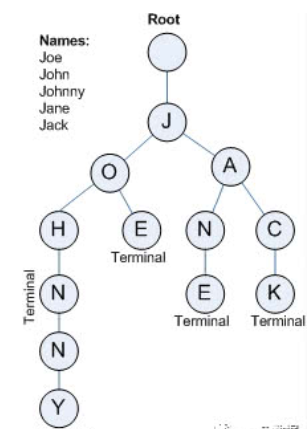 Root
Names:
Joe
John
Johnny
Jane
Jack
J
O A
H E N C
Terminal
Terminal
N E K
Terminal Terminal
N
Y